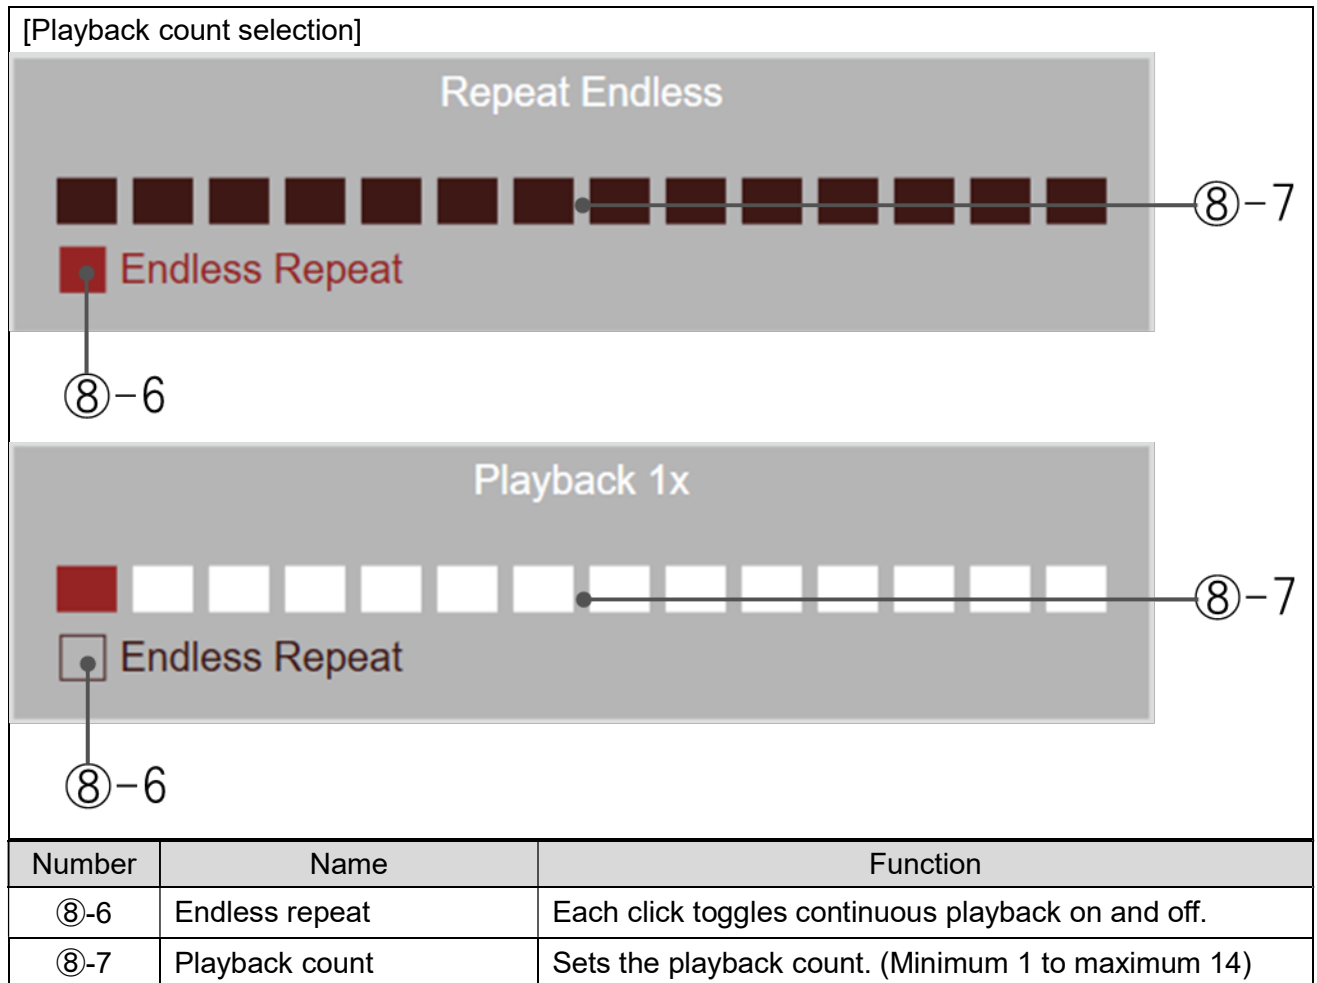 [Playback count selection]
Repeat Endless
⑧-7
Endless Repeat
⑧-6
Playback 1x
⑧-7
Endless Repeat
⑧-6
Number Name Function
⑧-6 Endless repeat Each click toggles continuous playback on and off.
⑧-7 Playback count Sets the playback count. (Minimum 1 to maximum 14)